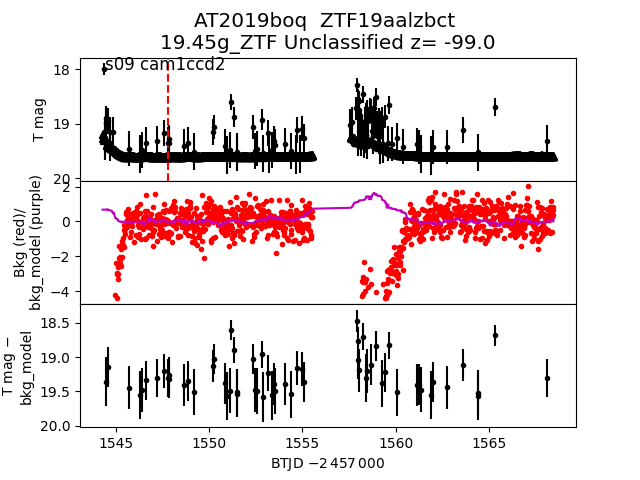 AT2019boq  ZTF19aalzbct
19.45g_ZTF Unclassified z= -99.0
s09 cam1ccd2
T mag
18
19
20
Bkg (red)/
bkg_model (purple)
2
0
−2
−4
T mag −
bkg_model
18.5
19.0
19.5
20.0
1545
1550
1555
1560
1565
BTJD −2 457 000